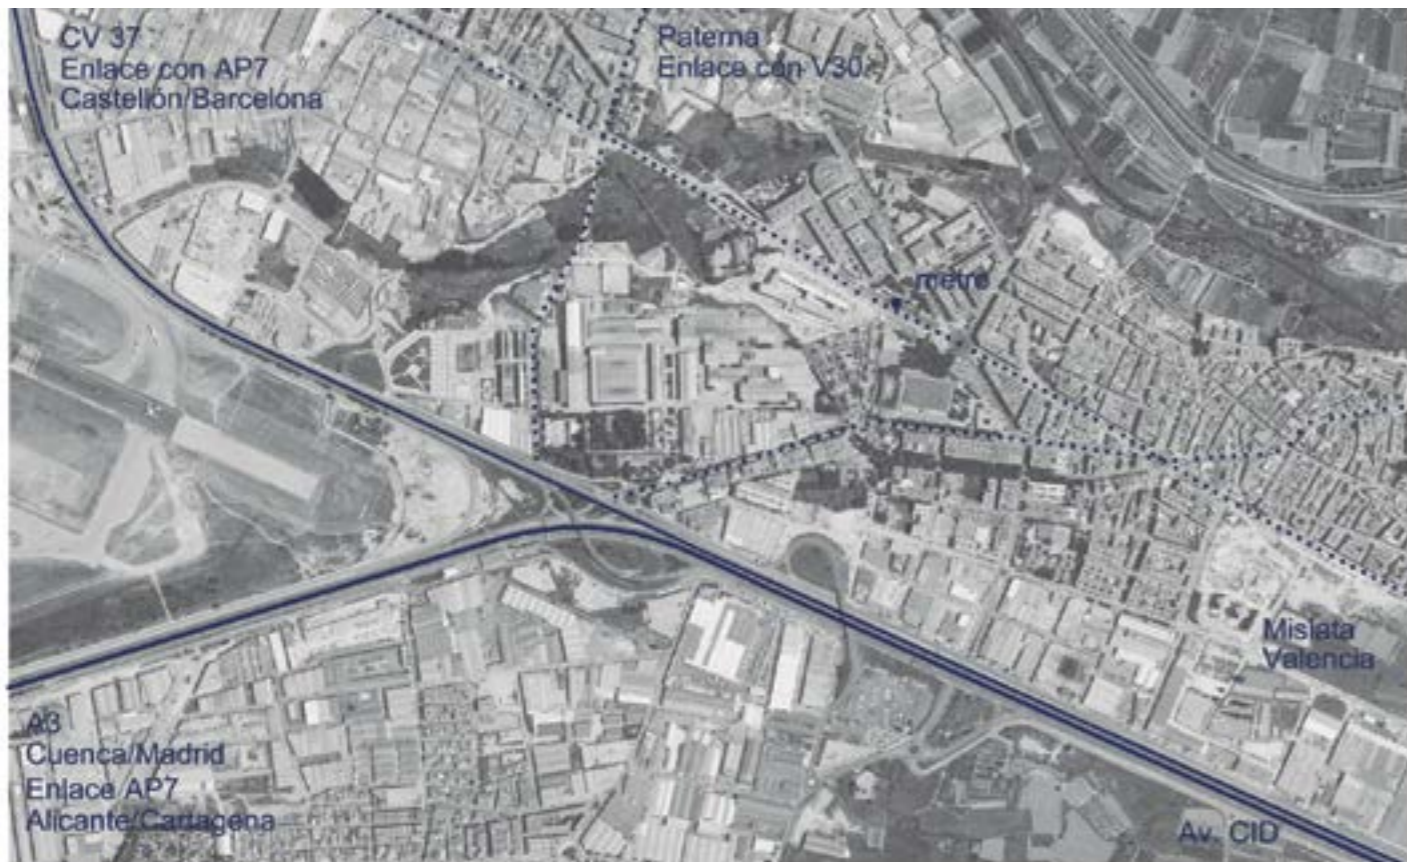 CV 37
Enlace con AP7
Castellón/Barcelona
Paterna
Enlace con V30
metro
Mislata
Valencia
A3
Cuenca/Madrid
Enlace AP7
Alicante/Cartagena
Av. CID